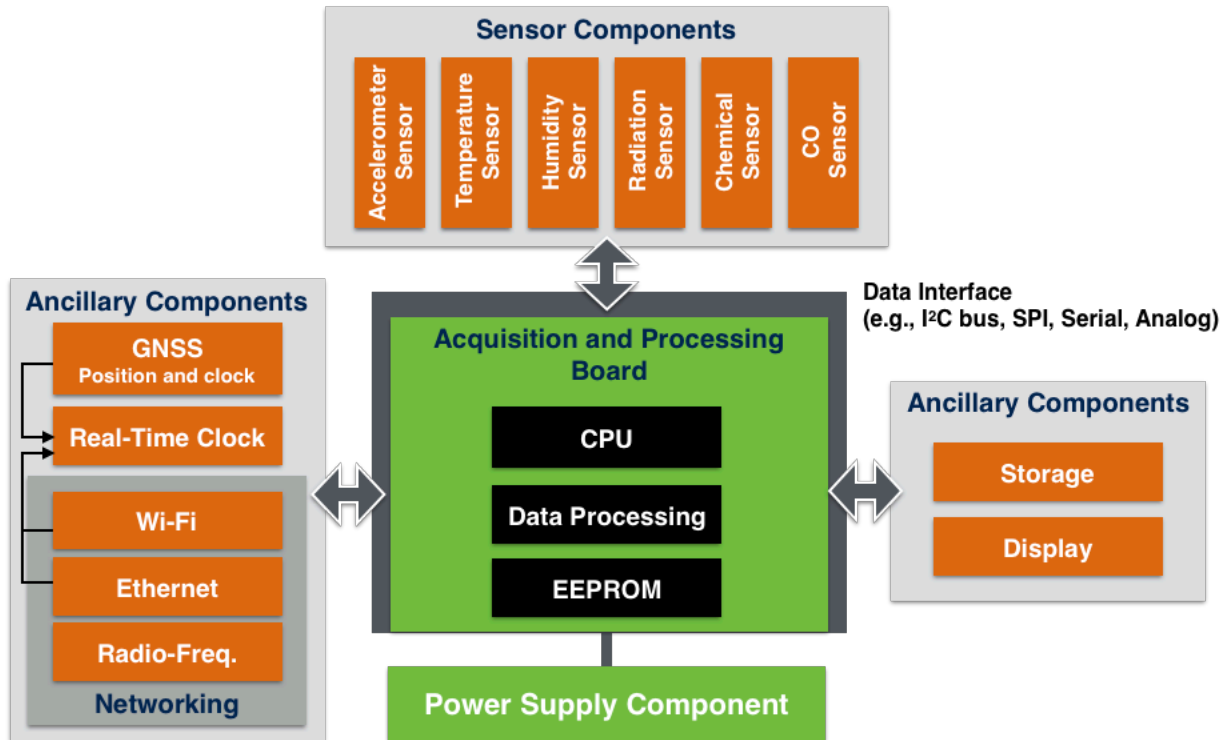 Sensor Components
Accelerometer
Sensor
Temperature
Sensor
Humidity
Sensor
Radiation
Sensor
Chemical
Sensor
CO
Sensor
Ancillary Components
GNSS
Position and clock
Real-Time Clock
Wi-Fi
Ethernet
Radio-Freq.
Networking
Acquisition and Processing
Board
CPU
Data Processing
EEPROM
Power Supply Component
Data Interface
(e.g., I²C bus, SPI, Serial, Analog)
Ancillary Components
Storage
Display